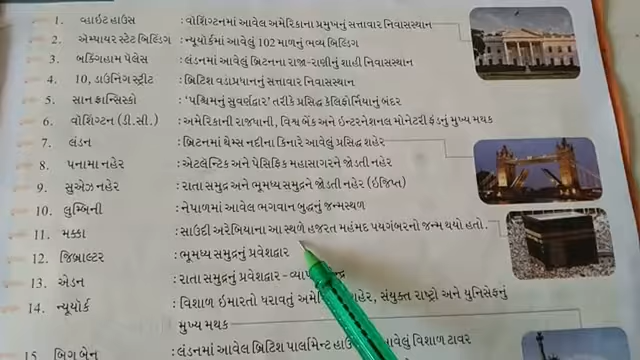 1. વ્હાઈટ હાઉસ : વોશિંગ્ટનમાં આવેલ અમેરિકાના પ્રમુખનું સત્તાવાર નિવાસસ્થાન
2. એમ્પાયર સ્ટેટ બિલ્ડિંગ : ન્યૂયોર્કમાં આવેલું 102 માળનું ભવ્ય બિલ્ડિંગ
3. બકિંગહામ પેલેસ : લંડનમાં આવેલું બ્રિટનના રાજા-રાણીનું શાહી નિવાસસ્થાન
4. 10, ડાઉનિંગ સ્ટ્રીટ : બ્રિટિશ વડાપ્રધાનનું સત્તાવાર નિવાસસ્થાન
5. સાન ફ્રાન્સિસ્કો : ‘પશ્ચિમનું સુવર્ણદ્વાર’ તરીકે પ્રસિદ્ધ કેલિફોર્નિયાનું બંદર
6. વોશિંગ્ટન (ડી.સી.) : અમેરિકાની રાજધાની, વિશ્વ બેંક અને ઇન્ટરનેશનલ મોનેટરી ફંડનું મુખ્ય મથક
7. લંડન : બ્રિટનમાં થેમ્સ નદીના કિનારે આવેલું પ્રસિદ્ધ શહેર
8. પનામા નહેર : એટલેન્ટિક અને પેસિફિક મહાસાગરને જોડતી નહેર
9. સુએઝ નહેર : રાતા સમુદ્ર અને ભૂમધ્ય સમુદ્રને જોડતી નહેર (ઇજિપ્ત)
10. લુમ્બિની : નેપાળમાં આવેલ ભગવાન બુદ્ધનું જન્મસ્થળ
11. મક્કા : સાઉદી અરેબિયાના આ સ્થળે હજરત મહંમદ પયગંબરનો જન્મ થયો હતો.
12. જિબ્રાલ્ટર : ભૂમધ્ય સમુદ્રનું પ્રવેશદ્વાર
13. એડન : રાતા સમુદ્રનું પ્રવેશદ્વાર –
14. ન્યૂયોર્ક : વિશાળ ઇમારતો ધરાવતું સંયુક્ત રાષ્ટ્રો અને યુનિસેફનું
મુખ્ય મથક
15. બિગ બેન : લંડનમાં આવેલ બ્રિટિશ પાર્લામેન્ટ આવેલું વિશાળ ટાવર